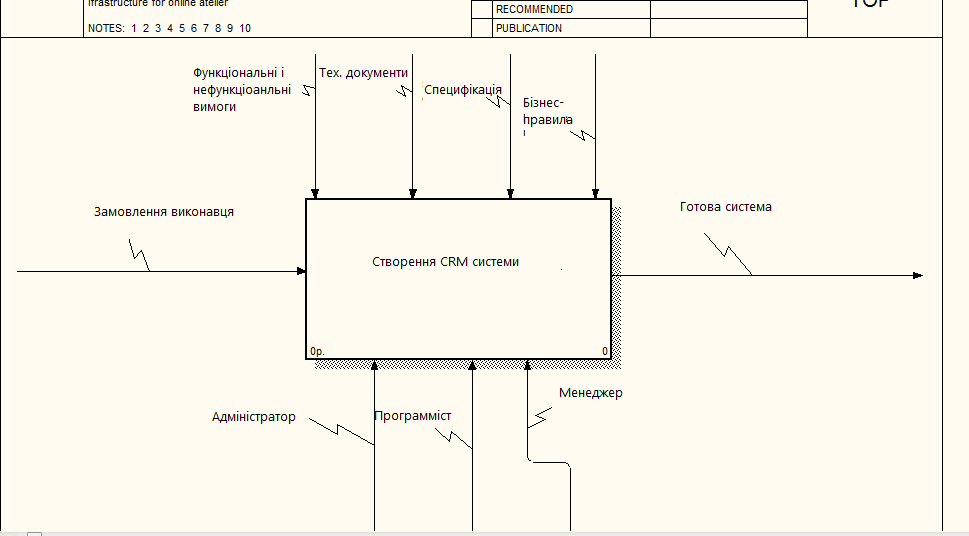 ifrastructure for online atelier
RECOMMENDED
TOP
NOTES: 1 2 3 4 5 6 7 8 9 10
PUBLICATION
Функціональні і
нефункціоанльні
вимоги
Тех. документи
Специфікація
Бізнес-
правила
Замовлення виконавця
Готова система
Створення CRM системи
0р.
0
Менеджер
Адміністратор
Программіст